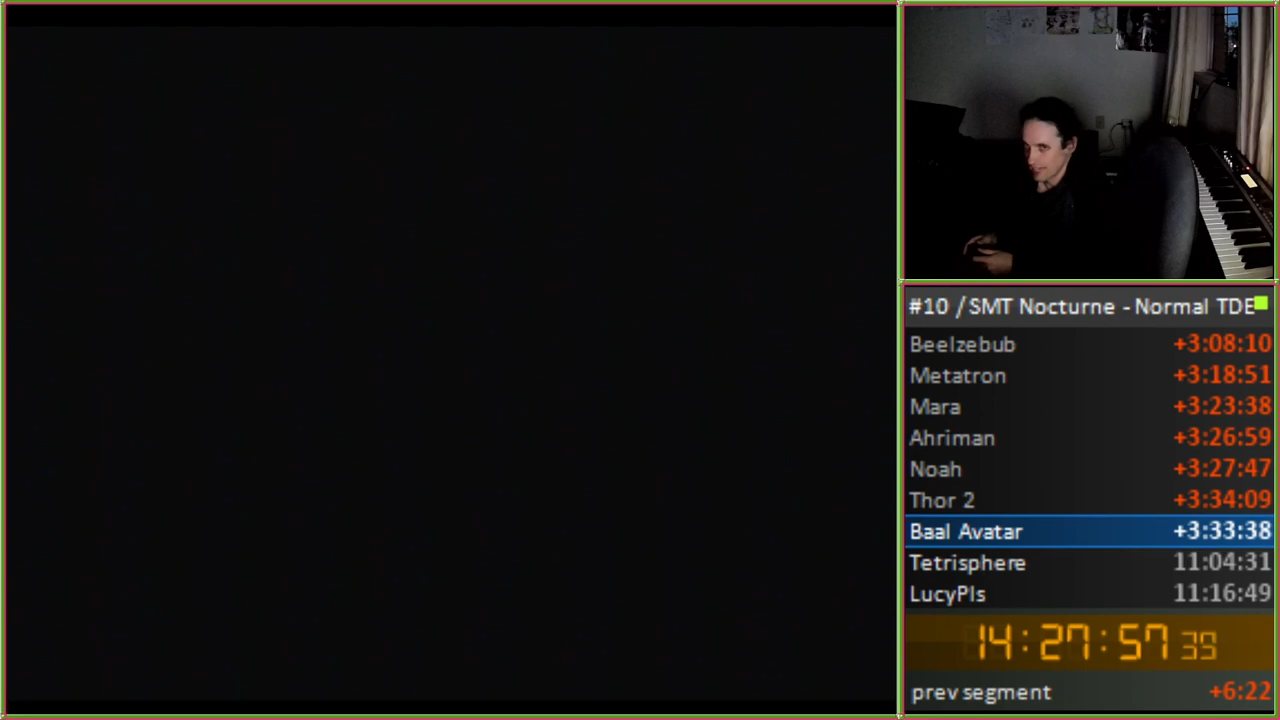 #10 / SMT Nocturne - Normal TDE
Beelzebub +3:08:10
Metatron +3:18:51
Mara +3:23:38
Ahriman +3:26:59
Noah +3:27:47
Thor 2 +3:34:09
Baal Avatar +3:33:38
Tetrisphere 11:04:31
LucyPls 11:16:49
14:27:57 39
prev segment +6:22